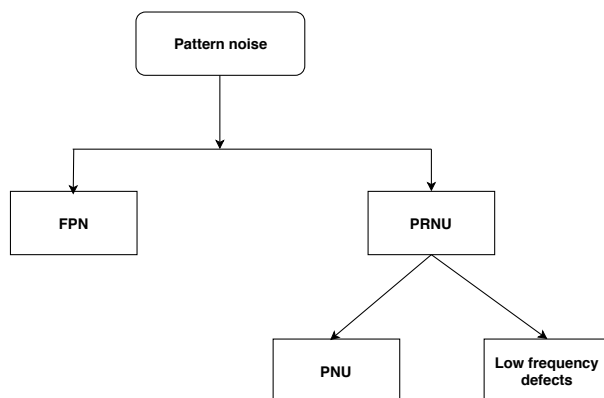 Pattern noise
FPN
PRNU
PNU
Low frequency
defects